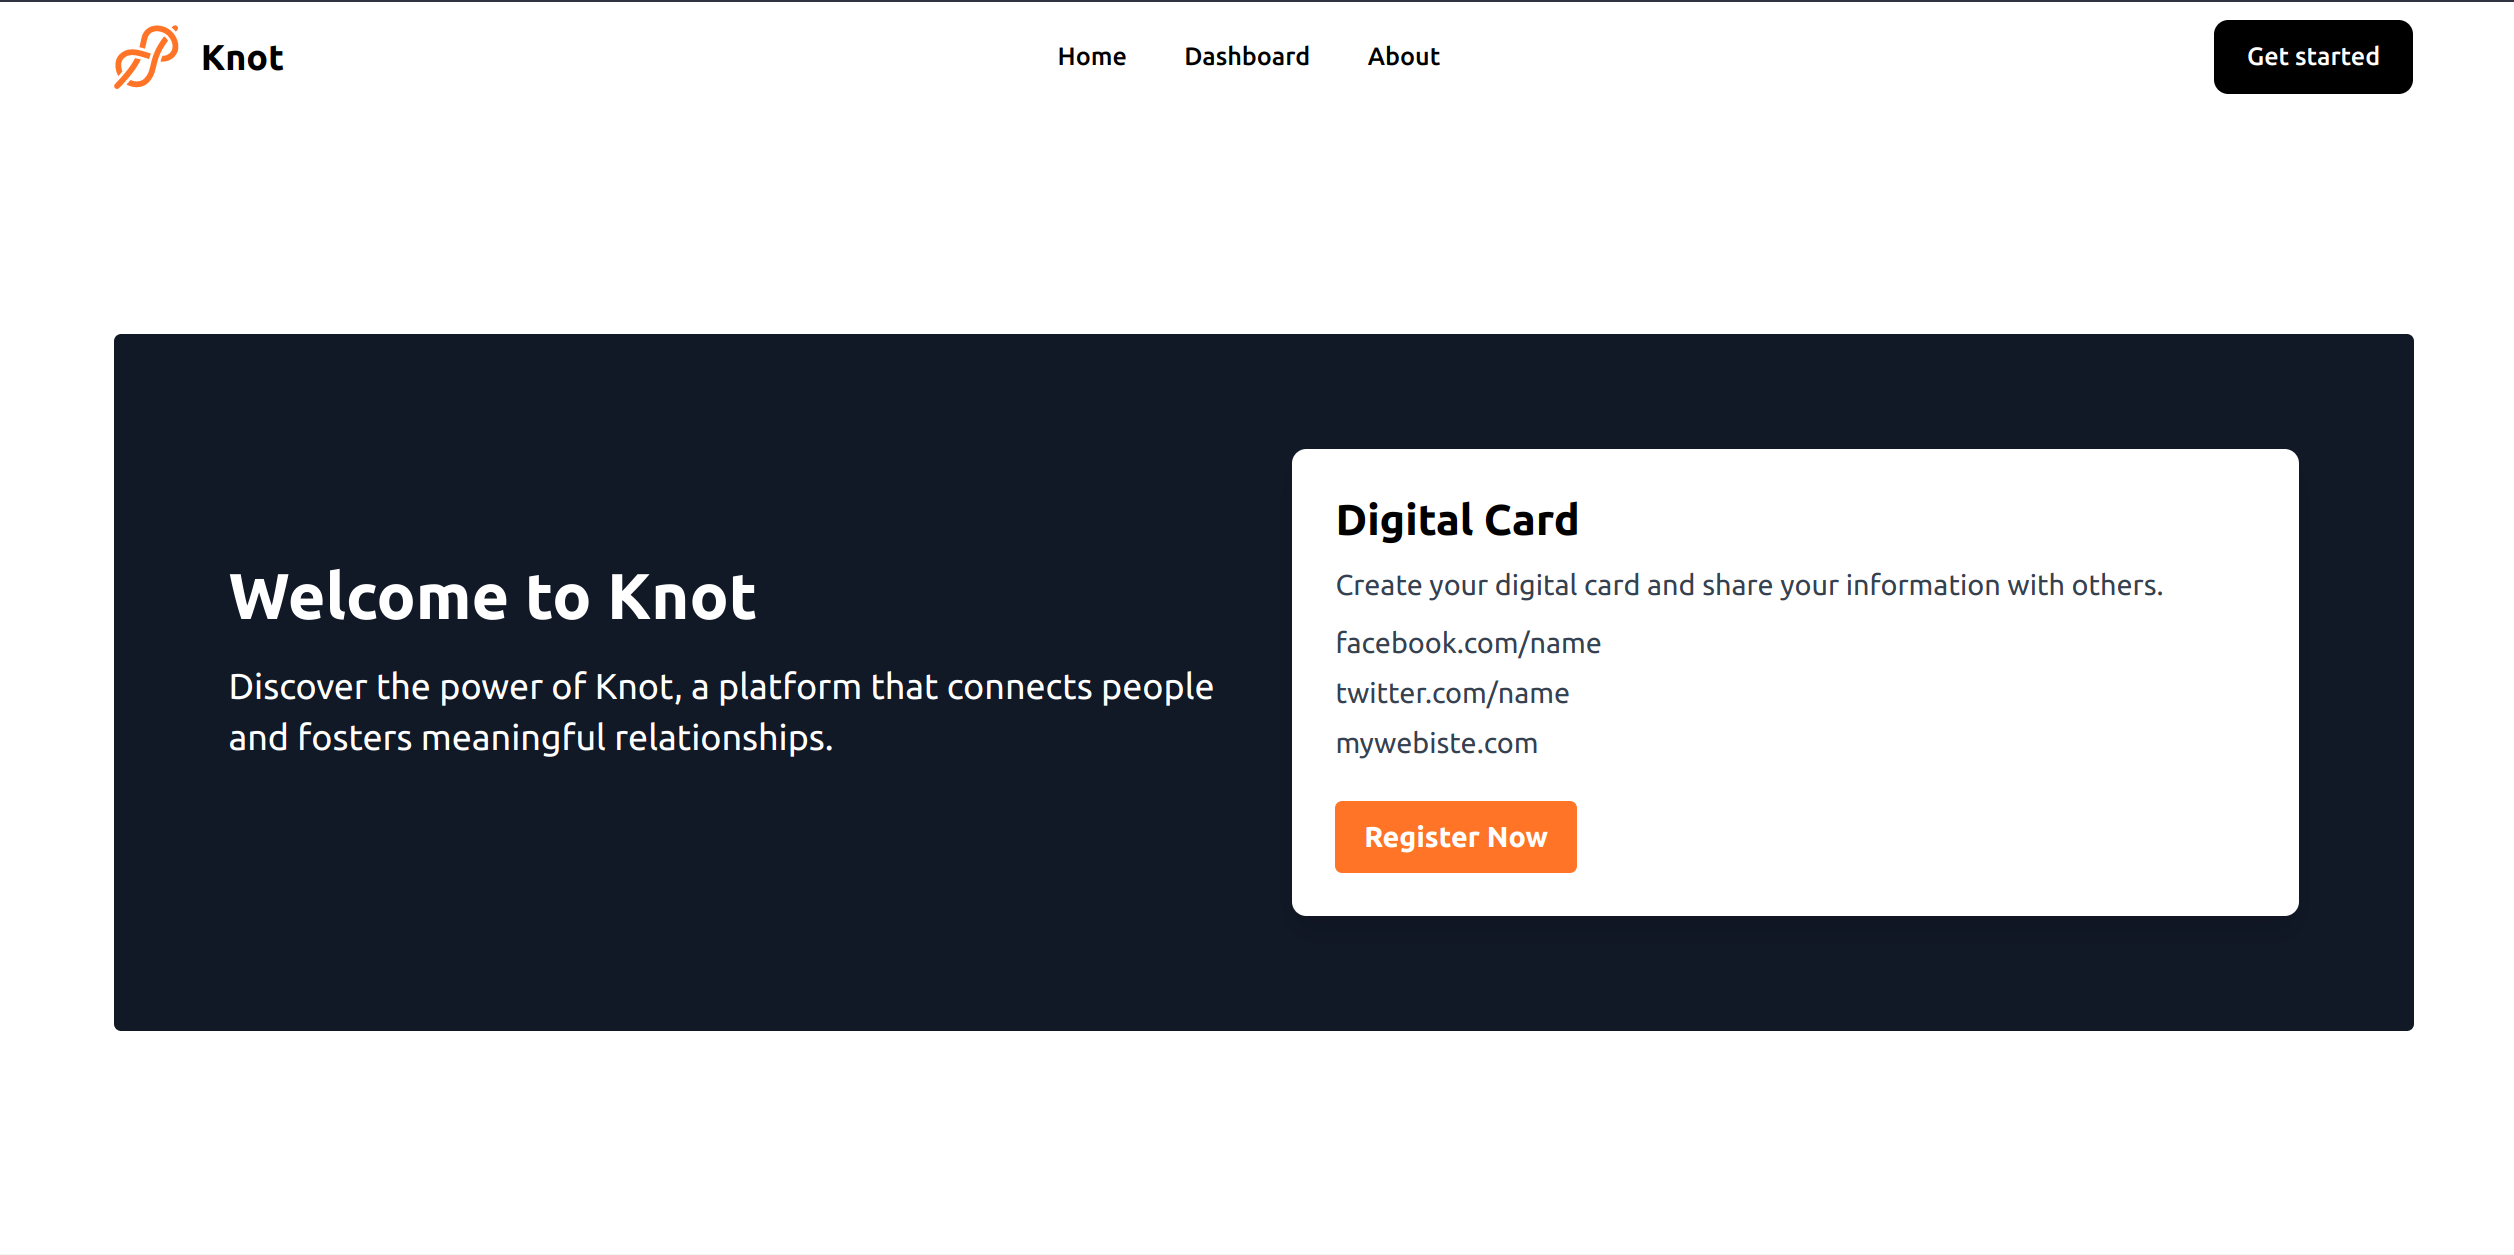 Knot
Home
Dashboard
About
Get started
Welcome to Knot
Discover the power of Knot, a platform that connects people
and fosters meaningful relationships.
Digital Card
Create your digital card and share your information with others.
facebook.com/name
twitter.com/name
mywebiste.com
Register Now